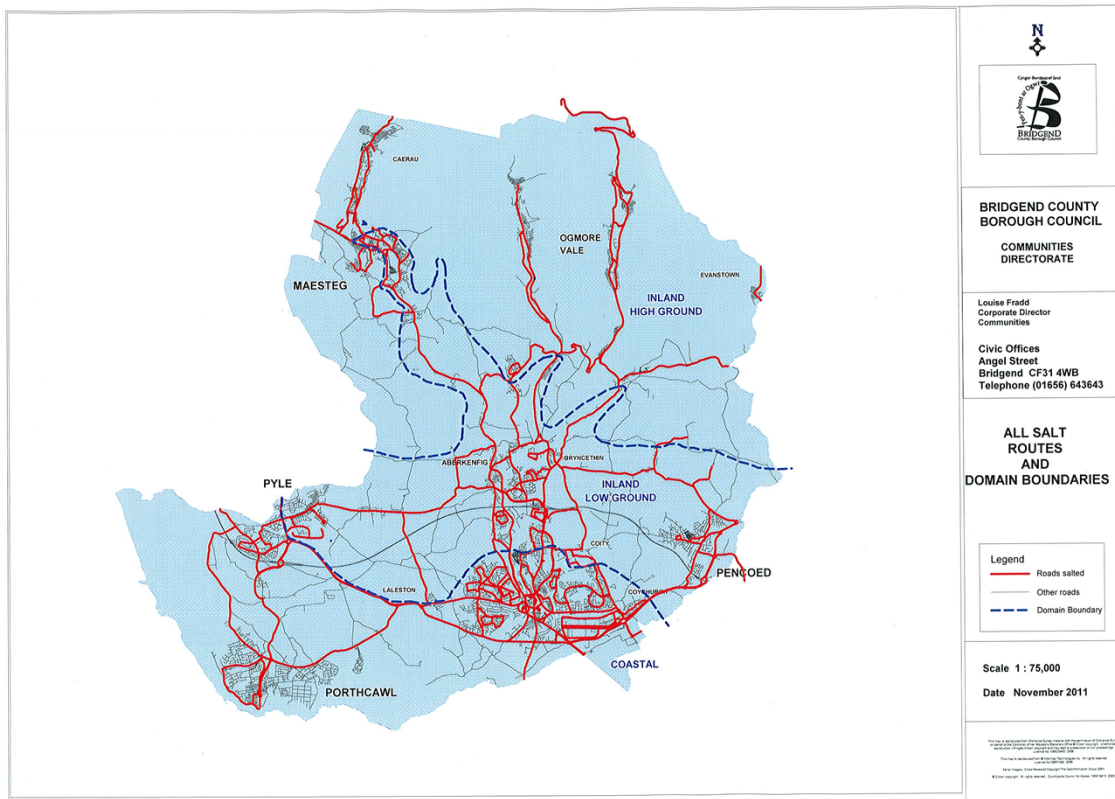 CAERAU
OGMORE
VALE
MAESTEG
EVANSTOWN
INLAND
HIGH GROUND
ABERKENFIG
BRYNCETHIN
PYLE
INLAND
LOW GROUND
COITY
PENCOED
LALESTON
COYCHURCH
COASTAL
PORTHCAWL
N
BRIDGEND
County Borough Council
BRIDGEND COUNTY
BOROUGH COUNCIL
COMMUNITIES
DIRECTORATE
Louise Fradd
Corporate Director
Communities
Civic Offices
Angel Street
Bridgend CF31 4WB
Telephone (01656) 643643
ALL SALT
ROUTES
AND
DOMAIN BOUNDARIES
Legend
Roads salted
Other roads
Domain Boundary
Scale 1 : 75,000
Date November 2011